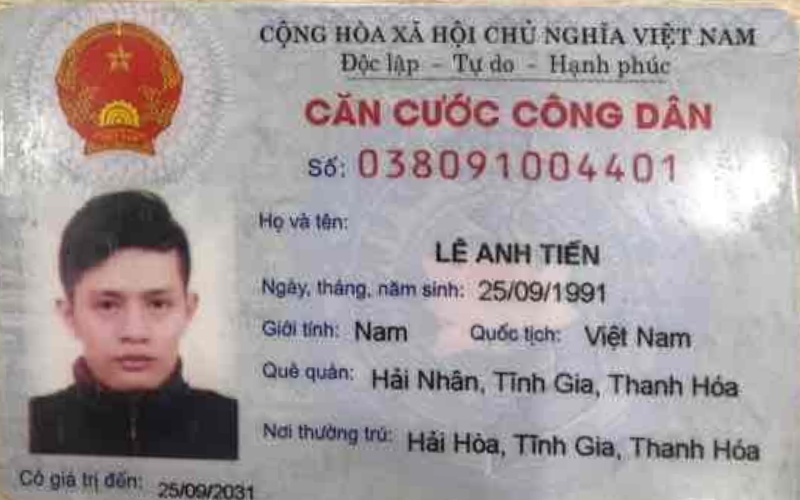 CỘNG HÒA XÃ HỘI CHỦ NGHĨA VIỆT NAM
Độc lập - Tự do - Hạnh phúc
CĂN CƯỚC CÔNG DÂN
Số: 038091004401
Họ và tên:
LÊ ANH TIẾN
Ngày, tháng, năm sinh: 25/09/1991
Giới tính: Nam Quốc tịch: Việt Nam
Quê quán: Hải Nhân, Tĩnh Gia, Thanh Hóa
Nơi thường trú: Hải Hòa, Tĩnh Gia, Thanh Hóa
Có giá trị đến: 25/09/2031